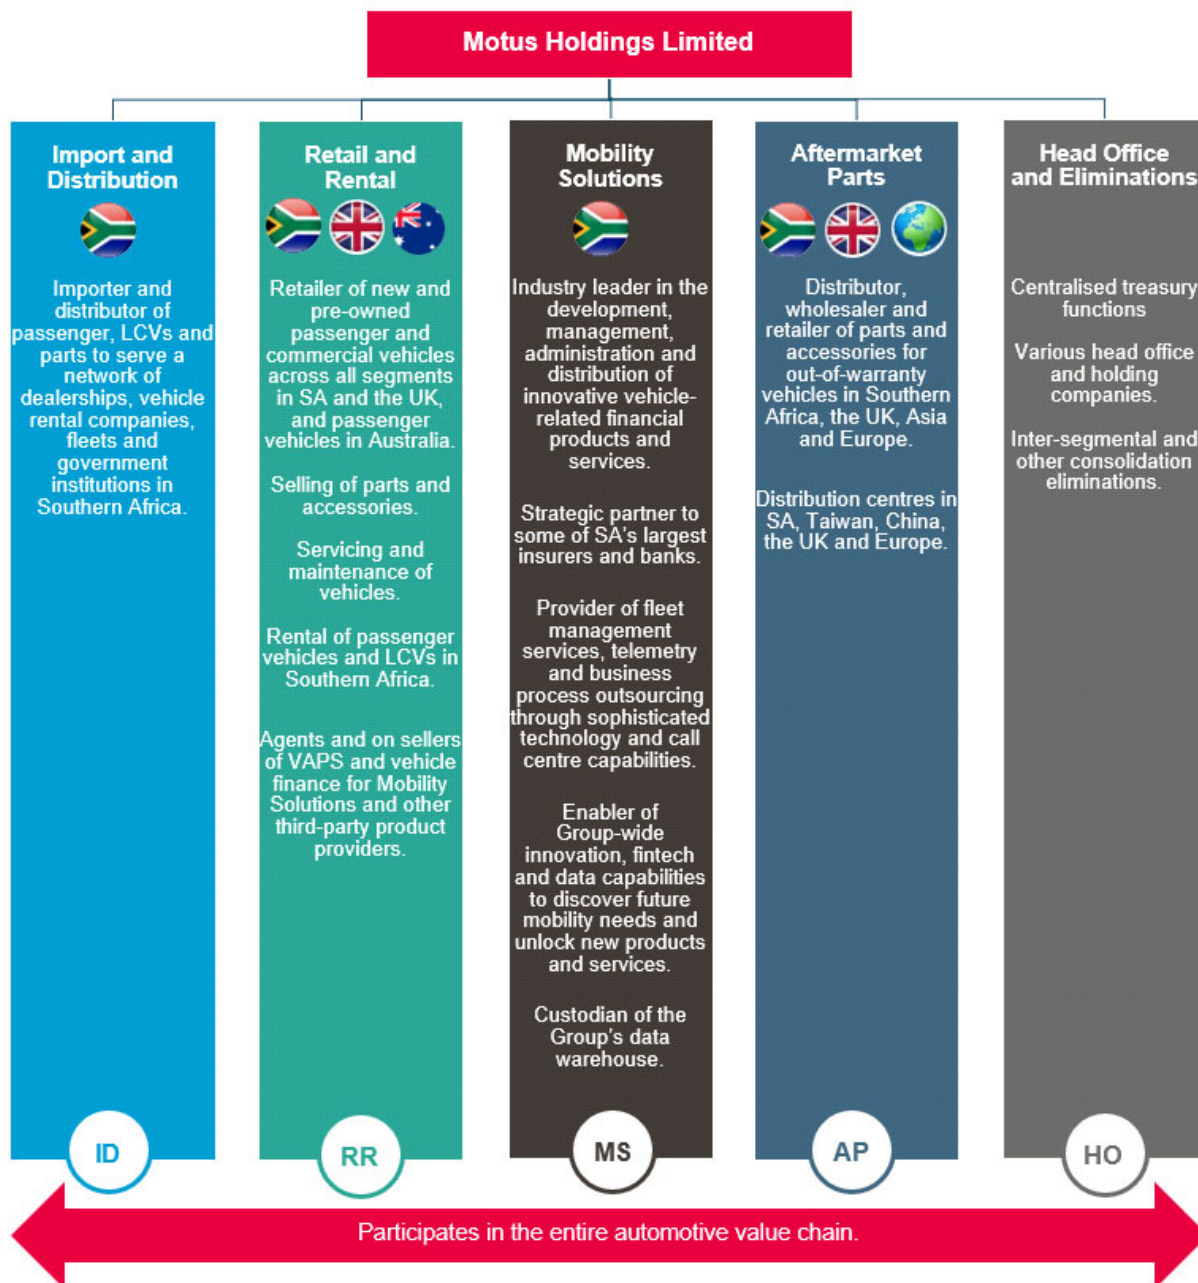 Motus Holdings Limited
Import and
Distribution
Importer and
distributor of
passenger, LCVs and
parts to serve a
network of
dealerships, vehicle
rental companies,
fleets and
government
institutions in
Southern Africa.
ID
Retail and
Rental
Retailer of new and
pre-owned
passenger and
commercial vehicles
across all segments
in SA and the UK,
and passenger
vehicles in Australia.
Selling of parts and
accessories.
Servicing and
maintenance of
vehicles.
Rental of passenger
vehicles and LCVs in
Southern Africa.
Agents and on sellers
of VAPS and vehicle
finance for Mobility
Solutions and other
third-party product
providers.
RR
Mobility
Solutions
Industry leader in the
development,
management,
administration and
distribution of
innovative vehicle-
related financial
products and
services.
Strategic partner to
some of SA's largest
insurers and banks.
Provider of fleet
management
services, telemetry
and business
process outsourcing
through sophisticated
technology and call
centre capabilities.
Enabler of
Group-wide
innovation, fintech
and data capabilities
to discover future
mobility needs and
unlock new products
and services.
Custodian of the
Group's data
warehouse.
MS
Aftermarket
Parts
Distributor,
wholesaler and
retailer of parts and
accessories for
out-of-warranty
vehicles in Southern
Africa, the UK, Asia
and Europe.
Distribution centres in
SA, Taiwan, China,
the UK and Europe.
AP
Head Office
and Eliminations
Centralised treasury
functions
Various head office
and holding
companies.
Inter-segmental and
other consolidation
eliminations.
HO
Participates in the entire automotive value chain.